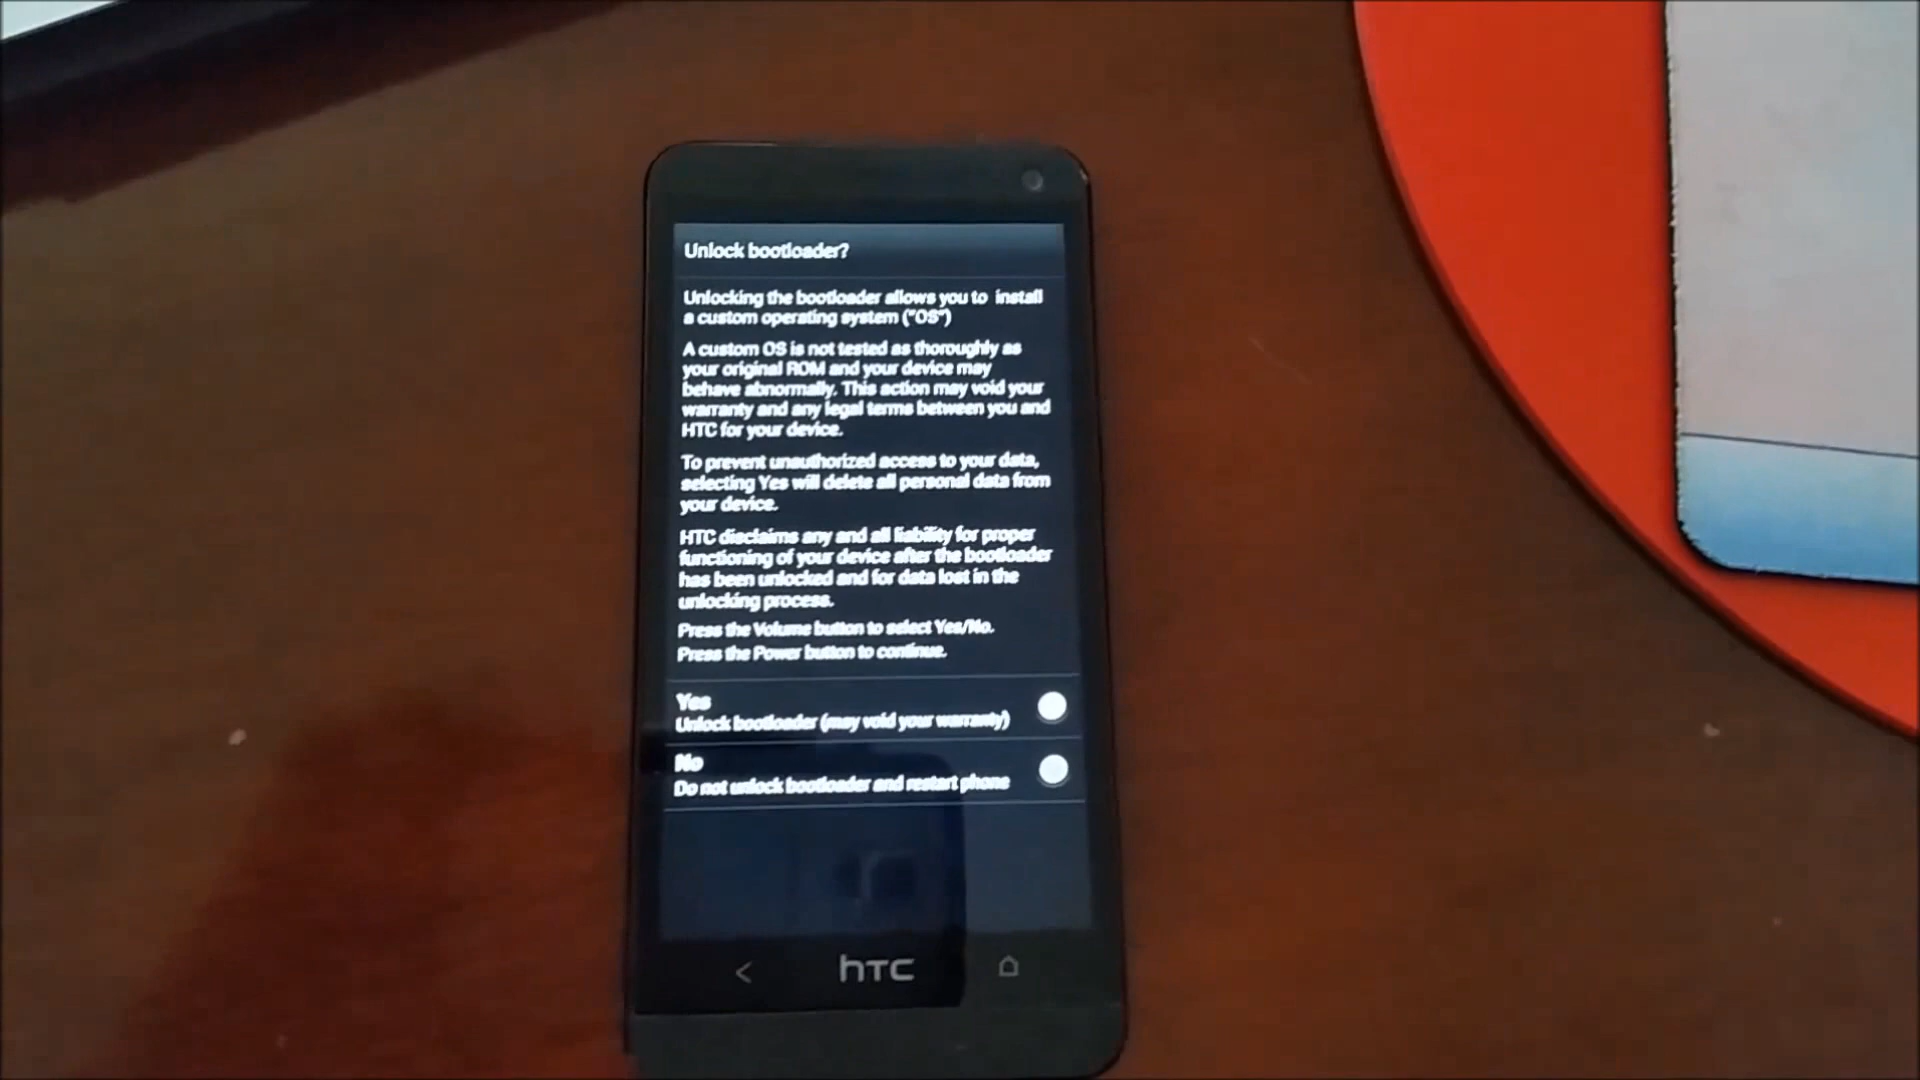 Unlock bootloader?
Unlocking the bootloader allows you to install
a custom operating system ("OS")
A custom OS is not tested as thoroughly as
your original ROM and your device may
behave abnormally. This action may void your
warranty and any legal terms between you and
HTC for your device.
To prevent unauthorized access to your data,
selecting Yes will delete all personal data from
your device.
HTC disclaims any and all liability for proper
functioning of your device after the bootloader
has been unlocked and for data lost in the
unlocking process.
Press the Volume button to select Yes/No.
Press the Power button to continue.
Yes
Unlock bootloader (may void your warranty)
No
Do not unlock bootloader and restart phone
hTC